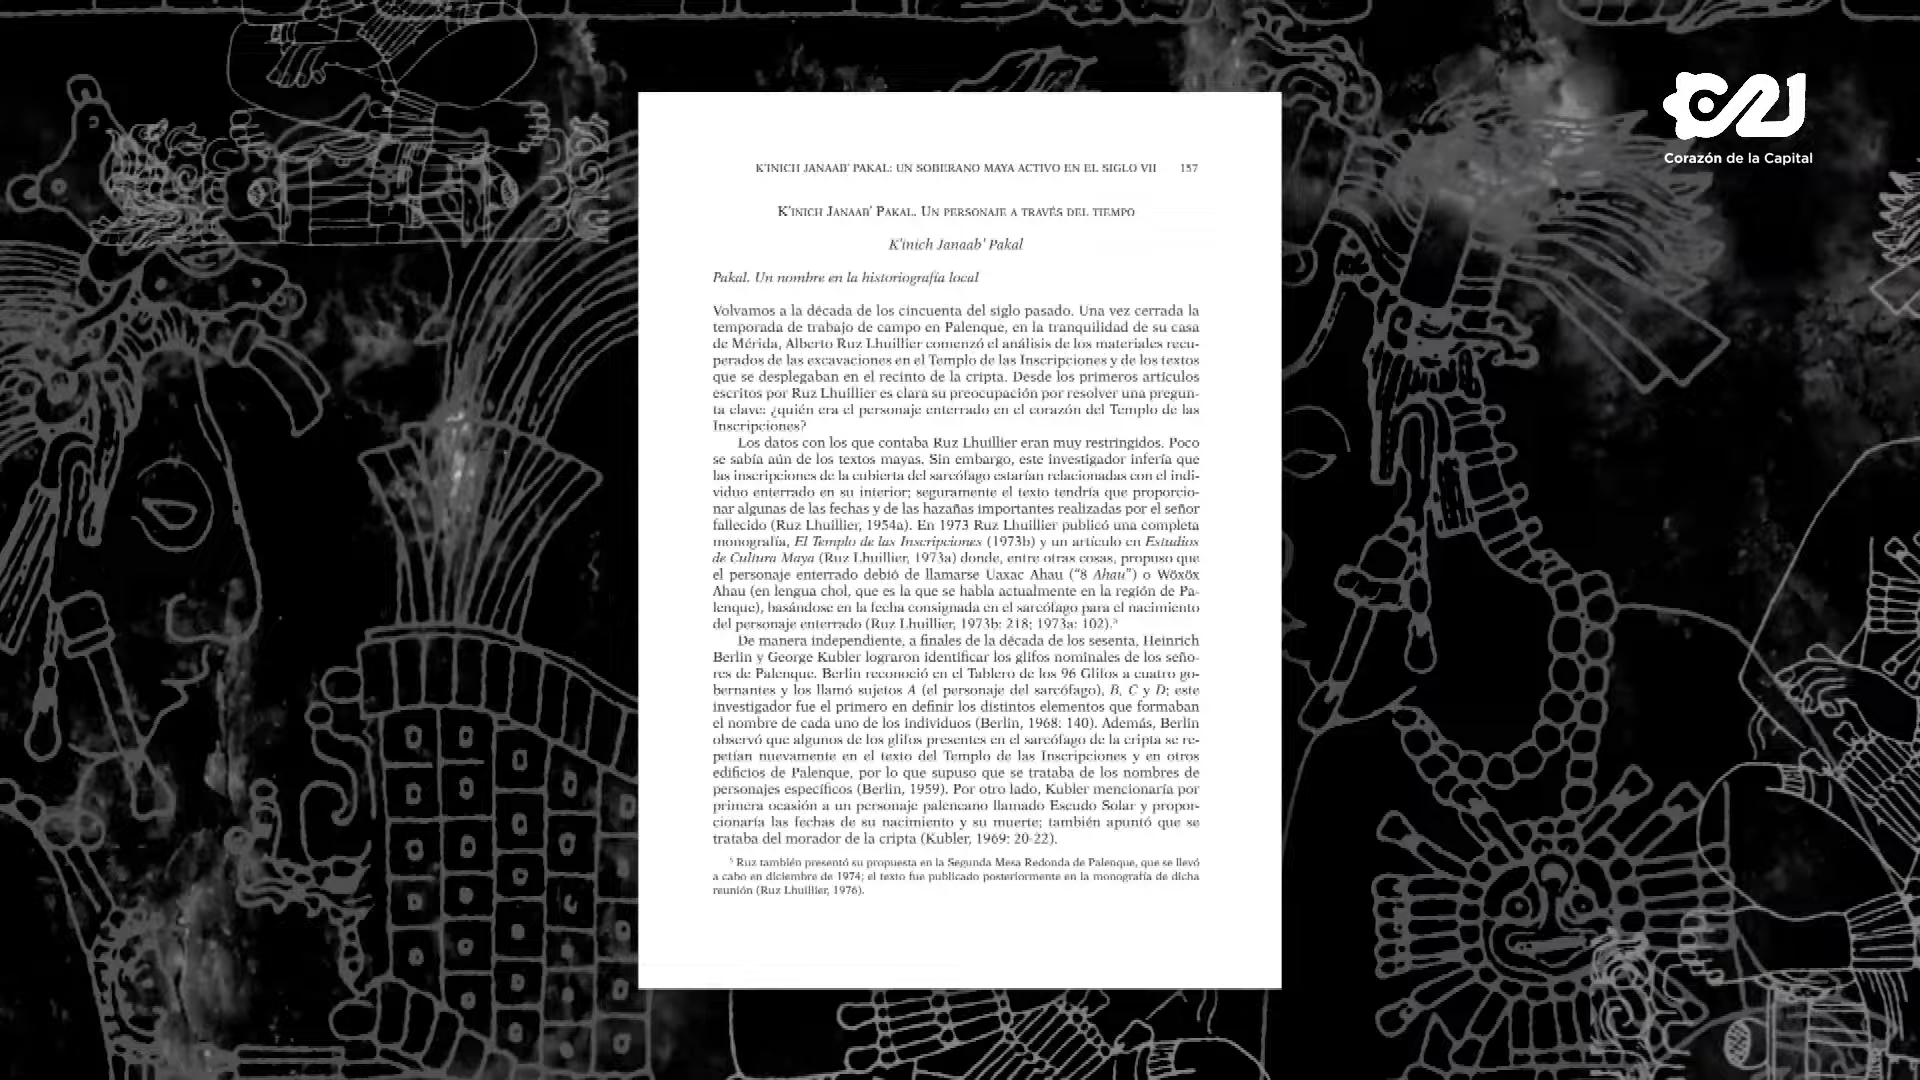 K'INICH JANAAB' PAKAL: UN SOBERANO MAYA ACTIVO EN EL SIGLO VII 157
K'INICH JANAAB' PAKAL. UN PERSONAJE A TRAVÉS DEL TIEMPO
K'inich Janaab' Pakal
Pakal. Un nombre en la historiografía local
Volvamos a la década de los cincuenta del siglo pasado. Una vez cerrada la
temporada de trabajo de campo en Palenque, en la tranquilidad de su casa
de Mérida, Alberto Ruz Lhuillier comenzó el análisis de los materiales recu-
perados de las excavaciones en el Templo de las Inscripciones y de los textos
que se desplegaban en el recinto de la cripta. Desde los primeros artículos
escritos por Ruz Lhuillier es clara su preocupación por resolver una pregun-
ta clave: ¿quién era el personaje enterrado en el corazón del Templo de las
Inscripciones?
Los datos con los que contaba Ruz Lhuillier eran muy restringidos. Poco
se sabía aún de los textos mayas. Sin embargo, este investigador infería que
las inscripciones de la cubierta del sarcófago estarían relacionadas con el indi-
viduo enterrado en su interior; seguramente el texto tendría que proporcio-
nar algunas de las fechas y de las hazañas importantes realizadas por el señor
fallecido (Ruz Lhuillier, 1954a). En 1973 Ruz Lhuillier publicó una completa
monografía, El Templo de las Inscripciones (1973b) y un artículo en Estudios
de Cultura Maya (Ruz Lhuillier, 1973a) donde, entre otras cosas, propuso que
el personaje enterrado debió de llamarse Uaxac Ahau ("8 Ahau") o Wöxöx
Ahau (en lengua chol, que es la que se habla actualmente en la región de Pa-
lenque), basándose en la fecha consignada en el sarcófago para el nacimiento
del personaje enterrado (Ruz Lhuillier, 1973b: 218; 1973a: 102).⁵
De manera independiente, a finales de la década de los sesenta, Heinrich
Berlin y George Kubler lograron identificar los glifos nominales de los seño-
res de Palenque. Berlin reconoció en el Tablero de los 96 Glifos a cuatro go-
bernantes y los llamó sujetos A (el personaje del sarcófago), B, C y D; este
investigador fue el primero en definir los distintos elementos que formaban
el nombre de cada uno de los individuos (Berlin, 1968: 140). Además, Berlin
observó que algunos de los glifos presentes en el sarcófago de la cripta se re-
petían nuevamente en el texto del Templo de las Inscripciones y en otros
edificios de Palenque, por lo que supuso que se trataba de los nombres de
personajes específicos (Berlin, 1959). Por otro lado, Kubler mencionaría por
primera ocasión a un personaje palencano llamado Escudo Solar y propor-
cionaría las fechas de su nacimiento y su muerte; también apuntó que se
trataba del morador de la cripta (Kubler, 1969: 20-22).
⁵ Ruz también presentó su propuesta en la Segunda Mesa Redonda de Palenque, que se llevó
a cabo en diciembre de 1974; el texto fue publicado posteriormente en la monografía de dicha
reunión (Ruz Lhuillier, 1976).
21
Corazón de la Capital